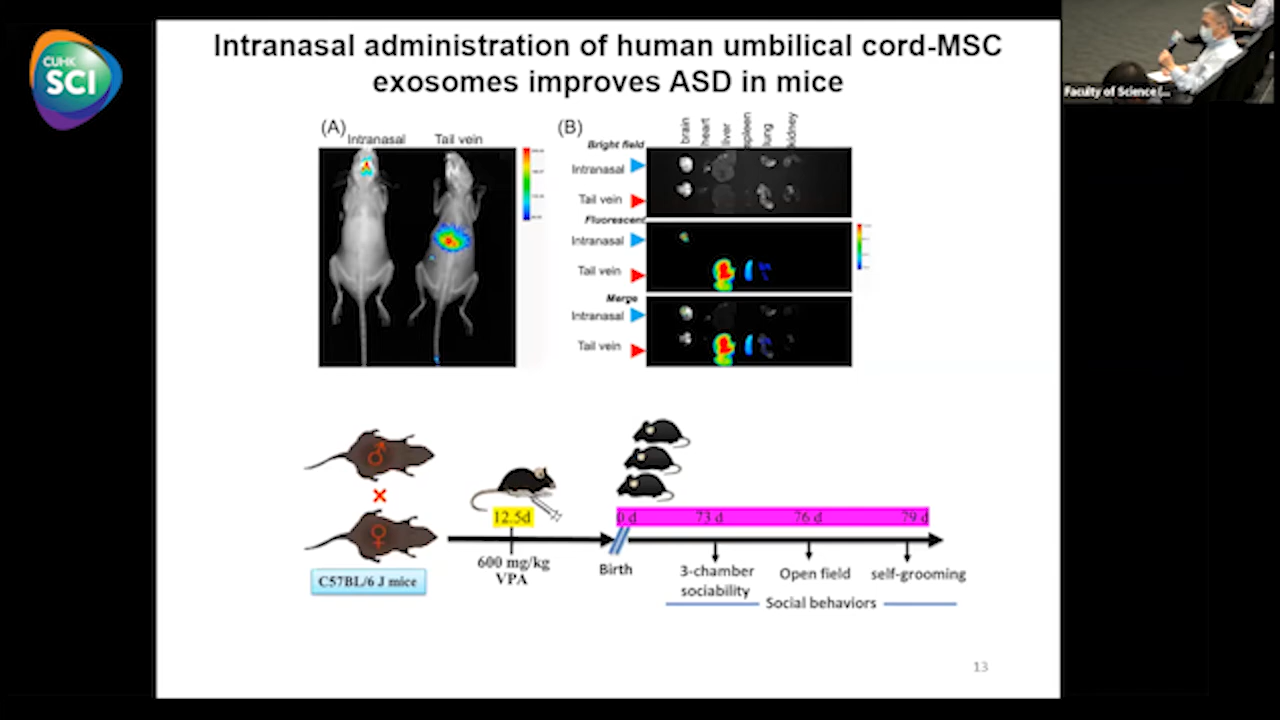 CUHK
SCI
Intranasal administration of human umbilical cord-MSC
exosomes improves ASD in mice
Faculty of Science (...
(A)
Intranasal
Tail vein
(B)
brain
heart
liver
spleen
lung
kidney
Bright field
Intranasal
Tail vein
Fluorescent
Intranasal
Tail vein
Merge
Intranasal
Tail vein
♂
×
♀
C57BL/6 J mice
12.5d
600 mg/kg
VPA
0 d
73 d
76 d
79 d
Birth
3-chamber
sociability
Open field
self-grooming
Social behaviors
13